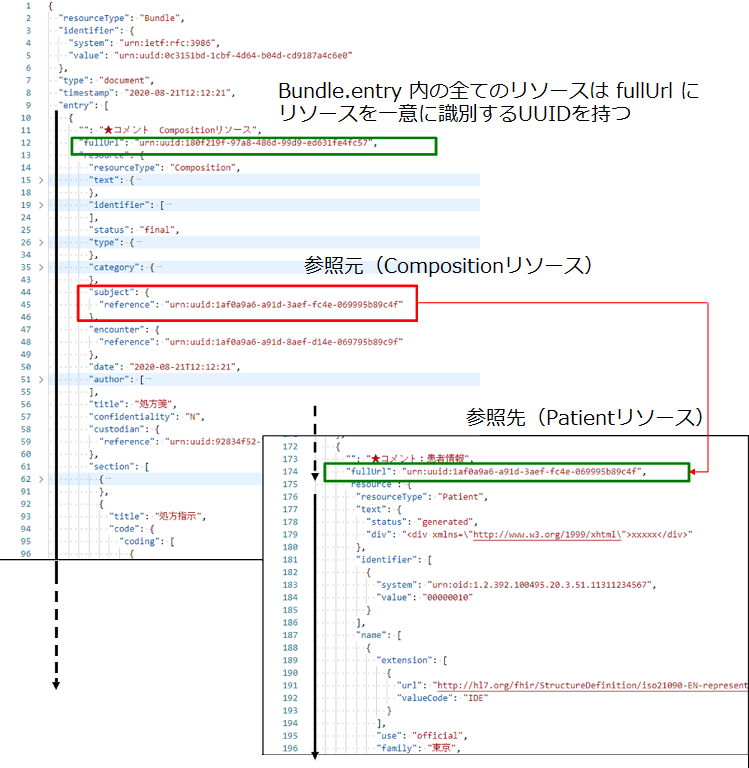 1 {
2 "resourceType": "Bundle",
3 "identifier": {
4 "system": "urn:ietf:rfc:3986",
5 "value": "urn:uuid:0c3151bd-1cbf-4d64-b04d-cd9187a4c6e0"
6 },
7 "type": "document",
8 "timestamp": "2020-08-21T12:12:21",
9 "entry": [
10 {
11 "": "★コメント Compositionリソース",
12 "fullUrl": "urn:uuid:180f219f-97a8-486d-99d9-ed631fe4fc57",
13 "resource": {
14 "resourceType": "Composition",
15 > "text": {…
18 },
19 > "identifier": […
24 ],
25 "status": "final",
26 > "type": {…
34 },
35 > "category": {…
43 },
44 "subject": {
45 "reference": "urn:uuid:1af0a9a6-a91d-3aef-fc4e-069995b89c4f"
46 },
47 "encounter": {
48 "reference": "urn:uuid:1af0a9a6-a91d-8aef-d14e-069795b89c9f"
49 },
50 "date": "2020-08-21T12:12:21",
51 > "author": […
55 ],
56 "title": "処方箋",
57 "confidentiality": "N",
58 "custodian": {
59 "reference": "urn:uuid:92834f52-
60 },
61 "section": [
62 > {…
91 },
92 {
93 "title": "処方指示",
94 "code": {
95 "coding": [
96 {
Bundle.entry 内の全てのリソースは fullUrl に
リソースを一意に識別するUUIDを持つ
参照元（Compositionリソース）
参照先（Patientリソース）
172 {
173 "": "★コメント：患者情報",
174 "fullUrl": "urn:uuid:1af0a9a6-a91d-3aef-fc4e-069995b89c4f",
175 "resource": {
176 "resourceType": "Patient",
177 "text": {
178 "status": "generated",
179 "div": "<div xmlns=\"http://www.w3.org/1999/xhtml\">xxxxx</div>"
180 },
181 "identifier": [
182 {
183 "system": "urn:oid:1.2.392.100495.20.3.51.11311234567",
184 "value": "00000010"
185 }
186 ],
187 "name": [
188 {
189 "extension": [
190 {
191 "url": "http://hl7.org/fhir/StructureDefinition/iso21090-EN-represent
192 "valueCode": "IDE"
193 }
194 ],
195 "use": "official",
196 "family": "東京",